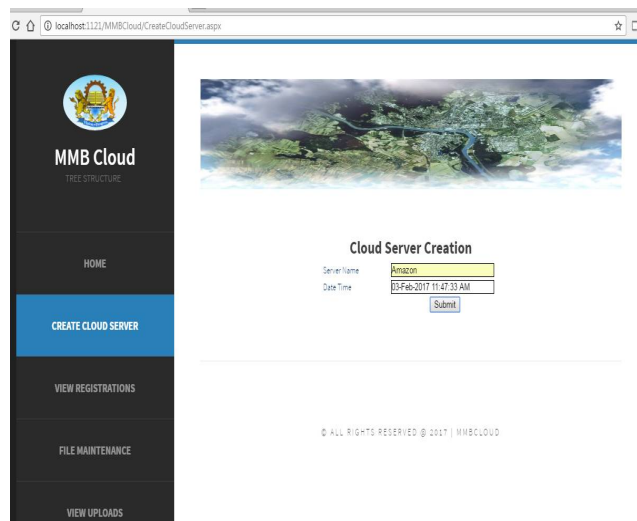 localhost:1121/MMBCloud/CreateCloudServer.aspx
MMB Cloud
TREE STRUCTURE
HOME
CREATE CLOUD SERVER
VIEW REGISTRATIONS
FILE MAINTENANCE
VIEW UPLOADS
Cloud Server Creation
Server Name Amazon
Date Time 03-Feb-2017 11:47:33 AM
Submit
© ALL RIGHTS RESERVED @ 2017 | MMBCLOUD